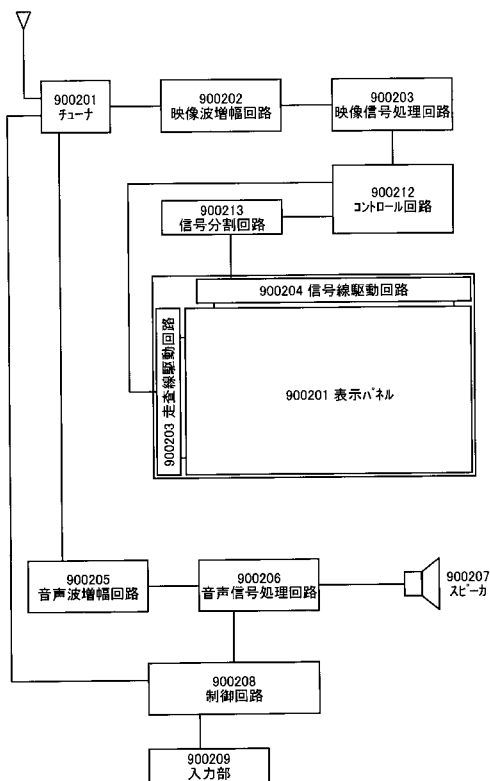 900201
チューナ
900202
映像波増幅回路
900203
映像信号処理回路
900212
コントロール回路
900213
信号分割回路
900204 信号線駆動回路
900203 走査線駆動回路
900201 表示パネル
900205
音声波増幅回路
900206
音声信号処理回路
900207
スピーカ
900208
制御回路
900209
入力部